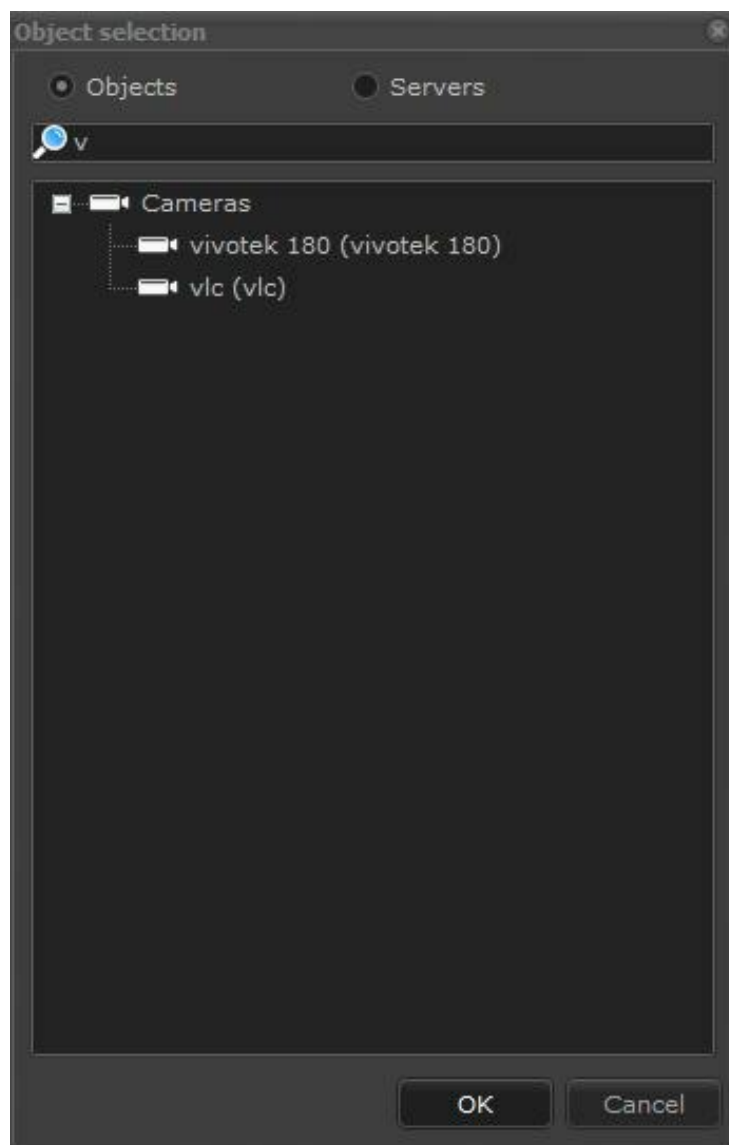 Object selection
Objects Servers
v
Cameras
vivotek 180 (vivotek 180)
vlc (vlc)
OK Cancel